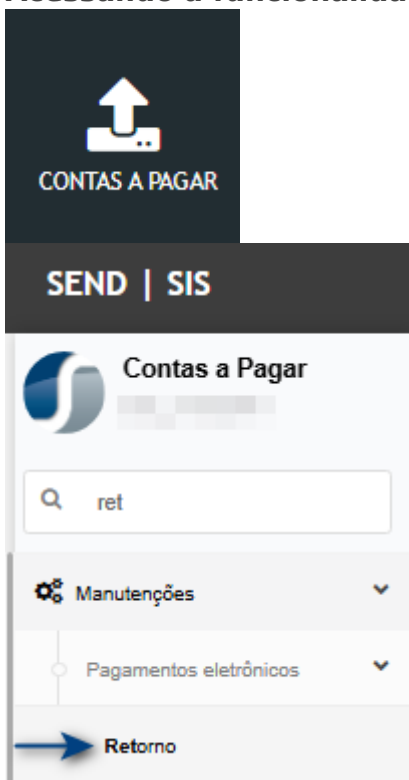 CONTAS A PAGAR
SEND | SIS
Contas a Pagar
ret
Manutenções
Pagamentos eletrônicos
Retorno